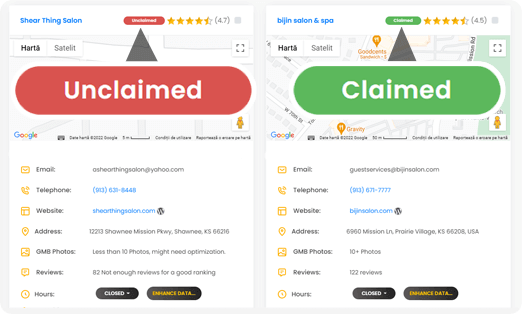 Shear Thing Salon
Unclaimed
(4.7)
Hartă
Satelit
Unclaimed
Google
Date hartă ©2022 Google
5 m
Condiții de utilizare
Raportează o eroare pe hartă
Email:
ashearthingsalon@yahoo.com
Telephone:
(913) 631-8448
Website:
shearthingsalon.com
Address:
12213 Shawnee Mission Pkwy, Shawnee, KS 66216
GMB Photos:
Less than 10 Photos, might need optimization.
Reviews:
82 Not enough reviews for a good ranking
Hours:
CLOSED
ENHANCE DATA...
bijin salon & spa
Claimed
(4.5)
Hartă
Satelit
Goodcents
Claimed
W 70th St
Gravity
Google
Date hartă ©2022 Google
50 m
Condiții de utilizare
Raportează o eroare pe hartă
Email:
guestservices@bijinsalon.com
Telephone:
(913) 671-7777
Website:
bijinsalon.com
Address:
6960 Mission Ln, Prairie Village, KS 66208, USA
GMB Photos:
10+ Photos
Reviews:
122 reviews
Hours:
CLOSED
ENHANCE DATA...